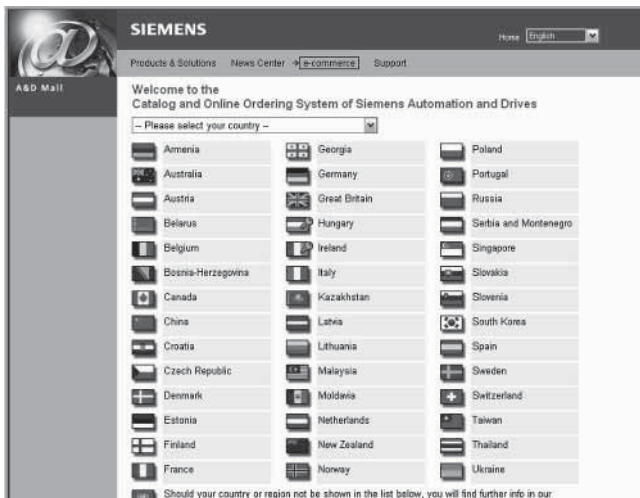 SIEMENS
Home English
Products & Solutions News Center e-commerce Support
A&D Mall
Welcome to the
Catalog and Online Ordering System of Siemens Automation and Drives
-- Please select your country --
Armenia Georgia Poland
Australia Germany Portugal
Austria Great Britain Russia
Belarus Hungary Serbia and Montenegro
Belgium Ireland Singapore
Bosnia-Herzegovina Italy Slovakia
Canada Kazakhstan Slovenia
China Latvia South Korea
Croatia Lithuania Spain
Czech Republic Malaysia Sweden
Denmark Moldavia Switzerland
Estonia Netherlands Taiwan
Finland New Zealand Thailand
France Norway Ukraine
Should your country or region not be shown in the list below, you will find further info in our